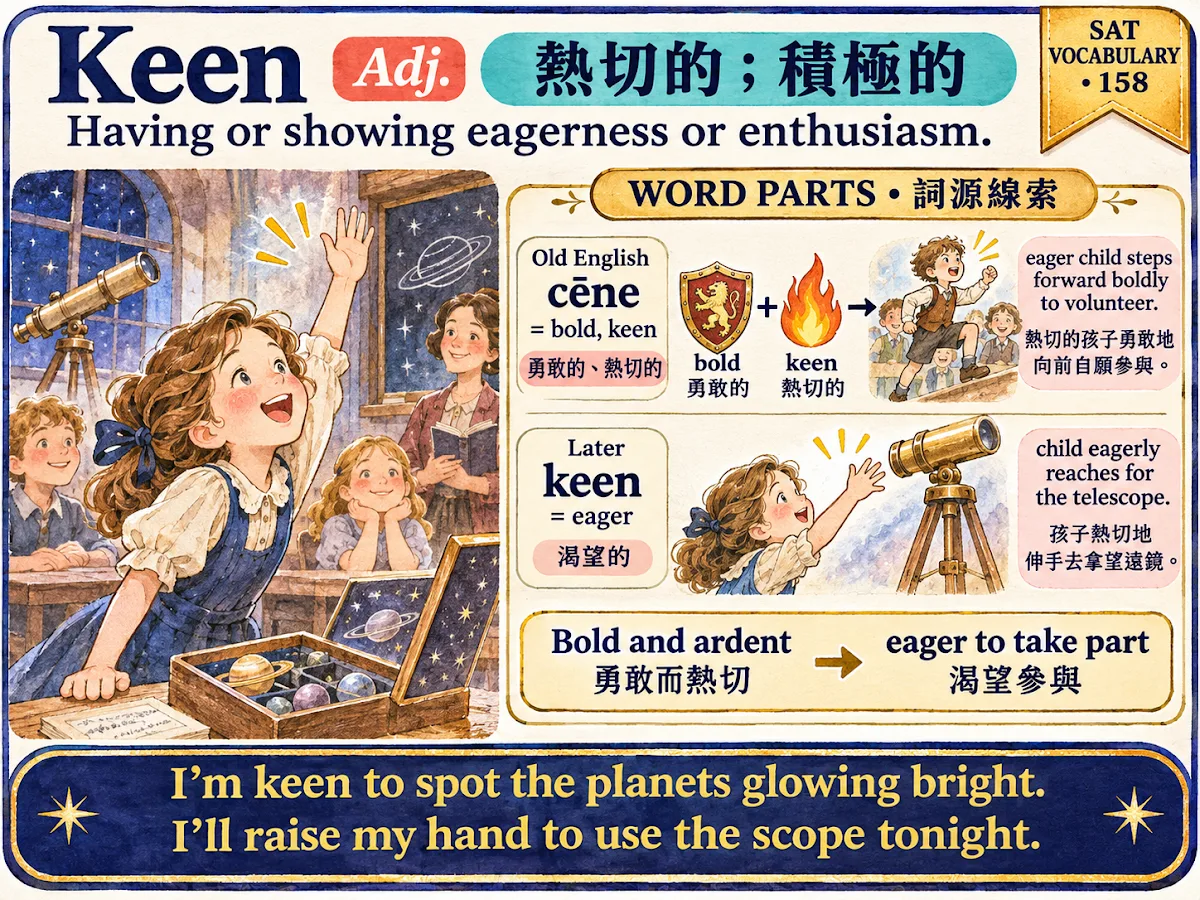 Keen
Adj.
熱切的；積極的
SAT
VOCABULARY
• 158
Having or showing eagerness or enthusiasm.
WORD PARTS • 詞源線索
Old English
cēne
= bold, keen
勇敢的、熱切的
bold
勇敢的
+
keen
熱切的
eager child steps
forward boldly
to volunteer.
熱切的孩子勇敢地
向前自願參與。
Later
keen
= eager
渴望的
child eagerly
reaches for
the telescope.
孩子熱切地
伸手去拿望遠鏡。
Bold and ardent
勇敢而熱切
eager to take part
渴望參與
I'm keen to spot the planets glowing bright.
I'll raise my hand to use the scope tonight.